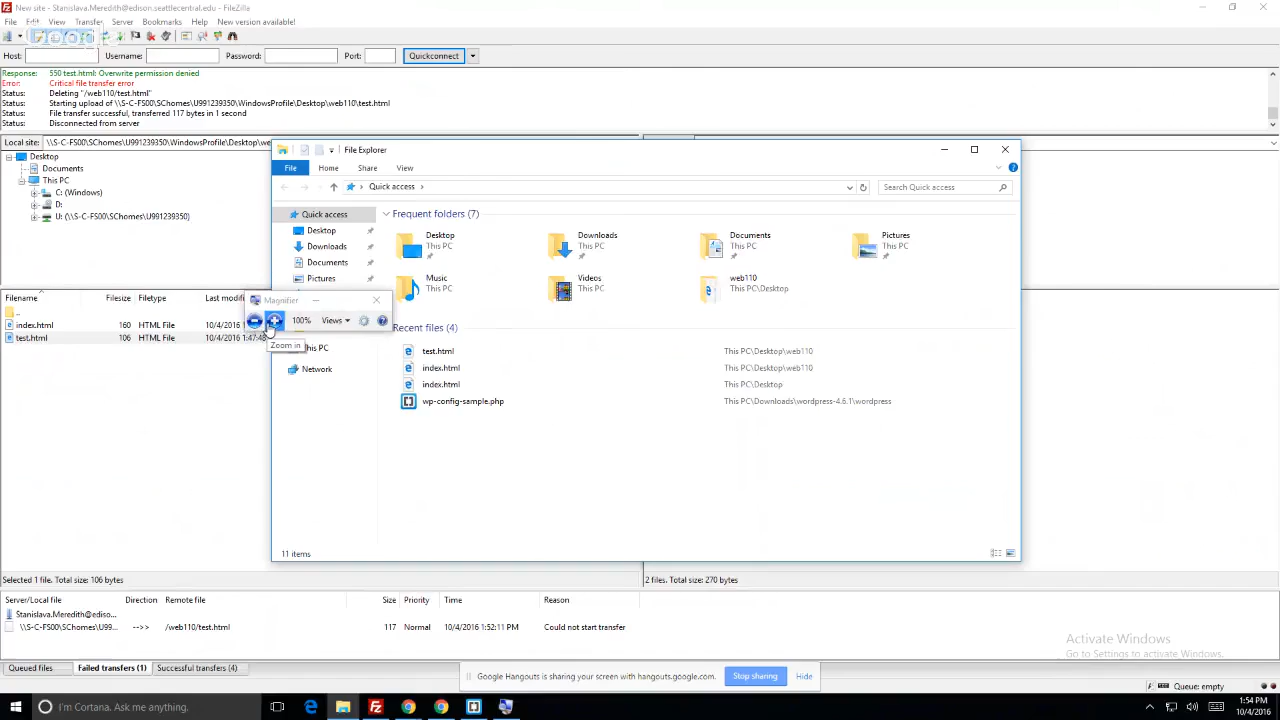 New site - Stanislava.Meredith@edison.seattlecentral.edu - FileZilla
File Edit View Transfer Server Bookmarks Help New version available!
Host: Username: Password: Port: Quickconnect
Response: 550 test.html: Overwrite permission denied
Error: Critical file transfer error
Status: Deleting "/web110/test.html"
Status: Starting upload of \\S-C-FS00\SCHomes\U991239350\WindowsProfile\Desktop\web110\test.html
Status: File transfer successful, transferred 117 bytes in 1 second
Status: Disconnected from server
Local site: \\S-C-FS00\SCHomes\U991239350\WindowsProfile\Desktop\we
Desktop
Documents
This PC
C: (Windows)
D:
U: (\\S-C-FS00\SCHomes\U991239350)
Filename Filesize Filetype Last modifi
..
index.html 160 HTML File 10/4/2016
test.html 106 HTML File 10/4/2016 1:47:48
File Explorer
File Home Share View
Quick access
Search Quick access
Quick access
Desktop
Downloads
Documents
Pictures
This PC
Network
Frequent folders (7)
Desktop
This PC
Downloads
This PC
Documents
This PC
Pictures
This PC
Music
This PC
Videos
This PC
web110
This PC\Desktop
Recent files (4)
test.html This PC\Desktop\web110
index.html This PC\Desktop\web110
index.html This PC\Desktop
wp-config-sample.php This PC\Downloads\wordpress-4.6.1\wordpress
11 items
Magnifier
100% Views
Zoom in
Selected 1 file. Total size: 106 bytes
2 files. Total size: 270 bytes
Server/Local file Direction Remote file Size Priority Time Reason
Stanislava.Meredith@ediso...
\\S-C-FS00\SCHomes\U99... -->> /web110/test.html 117 Normal 10/4/2016 1:52:11 PM Could not start transfer
Activate Windows
Go to Settings to activate Windows.
Queued files Failed transfers (1) Successful transfers (4)
Google Hangouts is sharing your screen with hangouts.google.com. Stop sharing Hide
Queue: empty
I'm Cortana. Ask me anything.
1:54 PM
10/4/2016